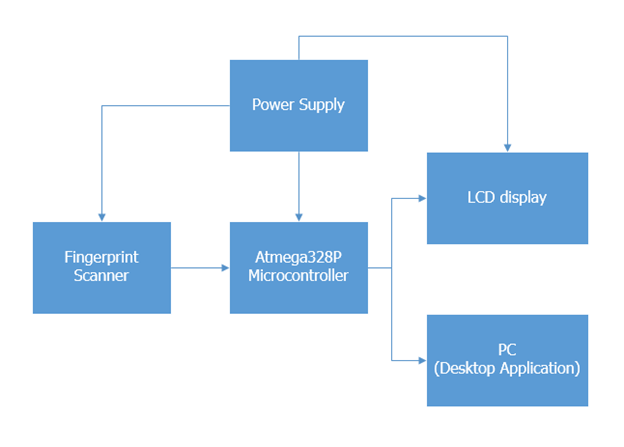 Power Supply
LCD display
Fingerprint
Scanner
Atmega328P
Microcontroller
PC
(Desktop Application)